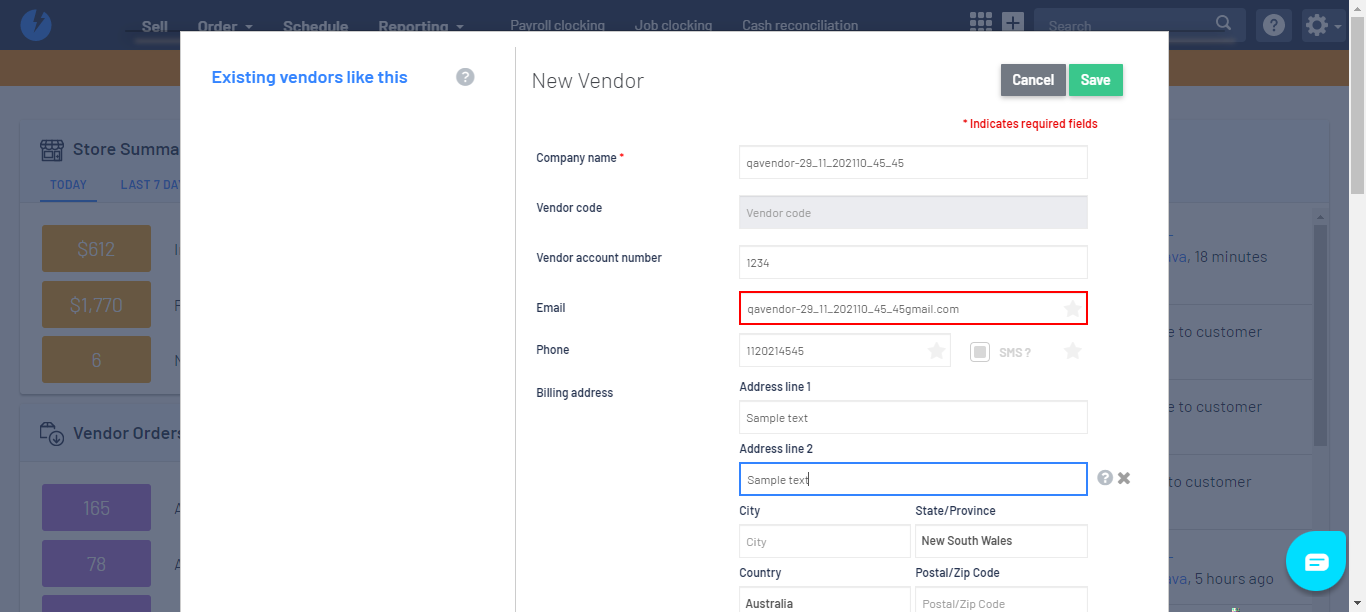 Sell Order Schedule Reporting Payroll clocking Job clocking Cash reconciliation Search
Existing vendors like this
New Vendor
Cancel Save
* Indicates required fields
Company name * qavendor-29_11_202110_45_45
Vendor code Vendor code
Vendor account number 1234
Email qavendor-29_11_202110_45_45gmail.com
Phone 1120214545 SMS ?
Billing address Address line 1
Sample text
Address line 2
Sample text
City State/Province
City New South Wales
Country Postal/Zip Code
Australia Postal/Zip Code
Store Summa
TODAY LAST 7 DA
$612
$1,770
6
Vendor Orders
165
78
ava, 18 minutes
e to customer
e to customer
to customer
ava, 5 hours ago